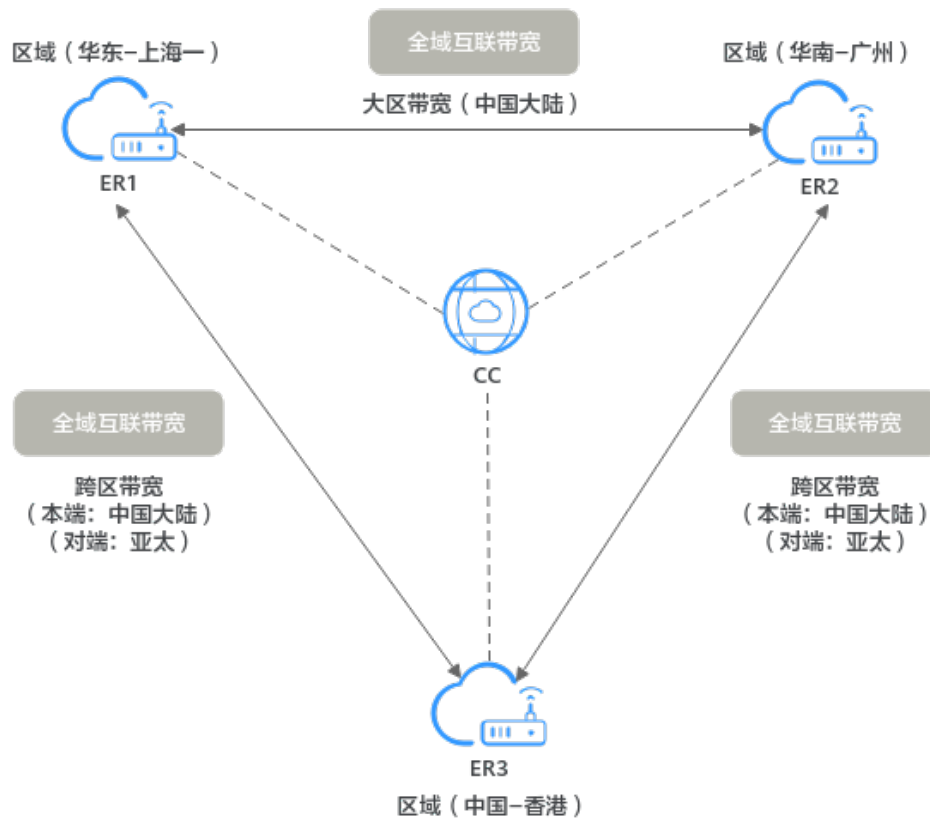 全域互联带宽
区域（华东–上海一）
区域（华南–广州）
大区带宽（中国大陆）
ER1
ER2
CC
全域互联带宽
跨区带宽
（本端：中国大陆）
（对端：亚太）
全域互联带宽
跨区带宽
（本端：中国大陆）
（对端：亚太）
ER3
区域（中国–香港）